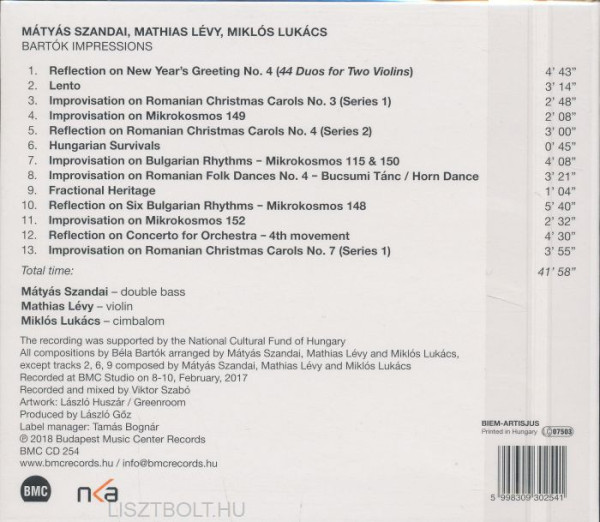 MÁTYÁS SZANDAI, MATHIAS LÉVY, MIKLÓS LUKÁCS
BARTÓK IMPRESSIONS
1. Reflection on New Year's Greeting No. 4 (44 Duos for Two Violins) 4' 43"
2. Lento 3' 14"
3. Improvisation on Romanian Christmas Carols No. 3 (Series 1) 2' 48"
4. Improvisation on Mikrokosmos 149 2' 08"
5. Reflection on Romanian Christmas Carols No. 4 (Series 2) 3' 00"
6. Hungarian Survivals 0' 45"
7. Improvisation on Bulgarian Rhythms – Mikrokosmos 115 & 150 4' 08"
8. Improvisation on Romanian Folk Dances No. 4 – Bucsumi Tánc / Horn Dance 3' 21"
9. Fractional Heritage 1' 04"
10. Reflection on Six Bulgarian Rhythms – Mikrokosmos 148 5' 40"
11. Improvisation on Mikrokosmos 152 2' 32"
12. Reflection on Concerto for Orchestra – 4th movement 4' 30"
13. Improvisation on Romanian Christmas Carols No. 7 (Series 1) 3' 55"
Total time: 41' 58"
Mátyás Szandai – double bass
Mathias Lévy – violin
Miklós Lukács – cimbalom
The recording was supported by the National Cultural Fund of Hungary
All compositions by Béla Bartók arranged by Mátyás Szandai, Mathias Lévy and Miklós Lukács,
except tracks 2, 6, 9 composed by Mátyás Szandai, Mathias Lévy and Miklós Lukács
Recorded at BMC Studio on 8-10, February, 2017
Recorded and mixed by Viktor Szabó
Artwork: László Huszár / Greenroom
Produced by László Gőz
Label manager: Tamás Bognár
℗ 2018 Budapest Music Center Records
BMC CD 254
www.bmcrecords.hu / info@bmcrecords.hu
BIEM-ARTISJUS
Printed in Hungary LC 07503
5 998309 302541
BMC
nka
LISZTBOLT.HU